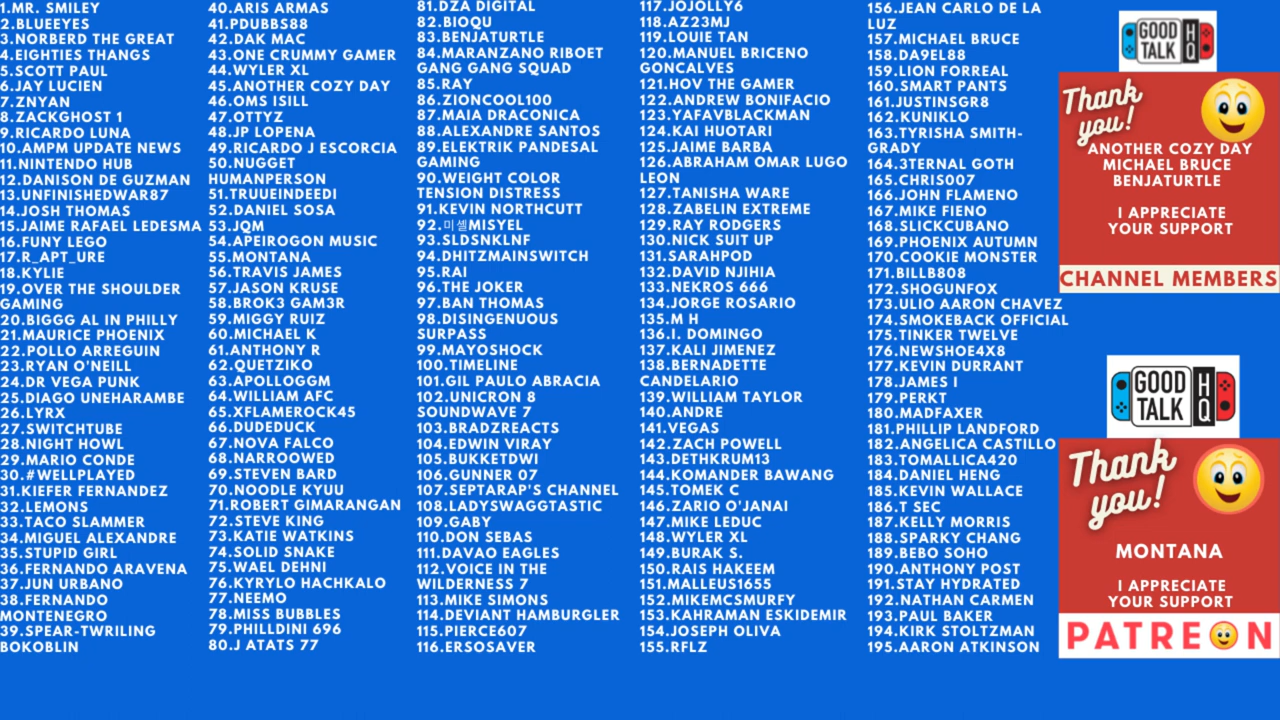 1.MR. SMILEY
2.BLUEEYES
3.NORBERD THE GREAT
4.EIGHTIES THANGS
5.SCOTT PAUL
6.JAY LUCIEN
7.ZNYAN
8.ZACKGHOST 1
9.RICARDO LUNA
10.AMPM UPDATE NEWS
11.NINTENDO HUB
12.DANISON DE GUZMAN
13.UNFINISHEDWAR87
14.JOSH THOMAS
15.JAIME RAFAEL LEDESMA
16.FUNY LEGO
17.R_APT_URE
18.KYLIE
19.OVER THE SHOULDER
GAMING
20.BIGGG AL IN PHILLY
21.MAURICE PHOENIX
22.POLLO ARREGUIN
23.RYAN O'NEILL
24.DR VEGA PUNK
25.DIAGO UNEHARAMBE
26.LYRX
27.SWITCHTUBE
28.NIGHT HOWL
29.MARIO CONDE
30.#WELLPLAYED
31.KIEFER FERNANDEZ
32.LEMONS
33.TACO SLAMMER
34.MIGUEL ALEXANDRE
35.STUPID GIRL
36.FERNANDO ARAVENA
37.JUN URBANO
38.FERNANDO
MONTENEGRO
39.SPEAR-TWRILING
BOKOBLIN
40.ARIS ARMAS
41.PDUBBS88
42.DAK MAC
43.ONE CRUMMY GAMER
44.WYLER XL
45.ANOTHER COZY DAY
46.OMS ISILL
47.OTTYZ
48.JP LOPENA
49.RICARDO J ESCORCIA
50.NUGGET
HUMANPERSON
51.TRUUEINDEEDI
52.DANIEL SOSA
53.JQM
54.APEIROGON MUSIC
55.MONTANA
56.TRAVIS JAMES
57.JASON KRUSE
58.BROK3 GAM3R
59.MIGGY RUIZ
60.MICHAEL K
61.ANTHONY R
62.QUETZIKO
63.APOLLOGGM
64.WILLIAM AFC
65.XFLAMEROCK45
66.DUDEDUCK
67.NOVA FALCO
68.NARROOWED
69.STEVEN BARD
70.NOODLE KYUU
71.ROBERT GIMARANGAN
72.STEVE KING
73.KATIE WATKINS
74.SOLID SNAKE
75.WAEL DEHNI
76.KYRYLO HACHKALO
77.NEEMO
78.MISS BUBBLES
79.PHILLDINI 696
80.J ATATS 77
81.DZA DIGITAL
82.BIOQU
83.BENJATURTLE
84.MARANZANO RIBOET
GANG GANG SQUAD
85.RAY
86.ZIONCOOL100
87.MAIA DRACONICA
88.ALEXANDRE SANTOS
89.ELEKTRIK PANDESAL
GAMING
90.WEIGHT COLOR
TENSION DISTRESS
91.KEVIN NORTHCUTT
92.미셸MISYEL
93.SLDSNKLNF
94.DHITZMAINSWITCH
95.RAI
96.THE JOKER
97.BAN THOMAS
98.DISINGENUOUS
SURPASS
99.MAYOSHOCK
100.TIMELINE
101.GIL PAULO ABRACIA
102.UNICRON 8
SOUNDWAVE 7
103.BRADZREACTS
104.EDWIN VIRAY
105.BUKKETDWI
106.GUNNER 07
107.SEPTARAP'S CHANNEL
108.LADYSWAGGTASTIC
109.GABY
110.DON SEBAS
111.DAVAO EAGLES
112.VOICE IN THE
WILDERNESS 7
113.MIKE SIMONS
114.DEVIANT HAMBURGLER
115.PIERCE607
116.ERSOSAVER
117.JOJOLLY6
118.AZ23MJ
119.LOUIE TAN
120.MANUEL BRICENO
GONCALVES
121.HOV THE GAMER
122.ANDREW BONIFACIO
123.YAFAVBLACKMAN
124.KAI HUOTARI
125.JAIME BARBA
126.ABRAHAM OMAR LUGO
LEON
127.TANISHA WARE
128.ZABELIN EXTREME
129.RAY RODGERS
130.NICK SUIT UP
131.SARAHPOD
132.DAVID NJIHIA
133.NEKROS 666
134.JORGE ROSARIO
135.M H
136.I. DOMINGO
137.KALI JIMENEZ
138.BERNADETTE
CANDELARIO
139.WILLIAM TAYLOR
140.ANDRE
141.VEGAS
142.ZACH POWELL
143.DETHKRUM13
144.KOMANDER BAWANG
145.TOMEK C
146.ZARIO O'JANAI
147.MIKE LEDUC
148.WYLER XL
149.BURAK S.
150.RAIS HAKEEM
151.MALLEUS1655
152.MIKEMCSMURFY
153.KAHRAMAN ESKIDEMIR
154.JOSEPH OLIVA
155.RFLZ
156.JEAN CARLO DE LA
LUZ
157.MICHAEL BRUCE
158.DA9EL88
159.LION FORREAL
160.SMART PANTS
161.JUSTINSGR8
162.KUNIKLO
163.TYRISHA SMITH-
GRADY
164.3TERNAL GOTH
165.CHRIS007
166.JOHN FLAMENO
167.MIKE FIENO
168.SLICKCUBANO
169.PHOENIX AUTUMN
170.COOKIE MONSTER
171.BILLB808
172.SHOGUNFOX
173.ULIO AARON CHAVEZ
174.SMOKEBACK OFFICIAL
175.TINKER TWELVE
176.NEWSHOE4X8
177.KEVIN DURRANT
178.JAMES I
179.PERKT
180.MADFAXER
181.PHILLIP LANDFORD
182.ANGELICA CASTILLO
183.TOMALLICA420
184.DANIEL HENG
185.KEVIN WALLACE
186.T SEC
187.KELLY MORRIS
188.SPARKY CHANG
189.BEBO SOHO
190.ANTHONY POST
191.STAY HYDRATED
192.NATHAN CARMEN
193.PAUL BAKER
194.KIRK STOLTZMAN
195.AARON ATKINSON
GOOD
TALK
HQ
Thank
you!
ANOTHER COZY DAY
MICHAEL BRUCE
BENJATURTLE
I APPRECIATE
YOUR SUPPORT
CHANNEL MEMBERS
GOOD
TALK
HQ
Thank
you!
MONTANA
I APPRECIATE
YOUR SUPPORT
PATREON